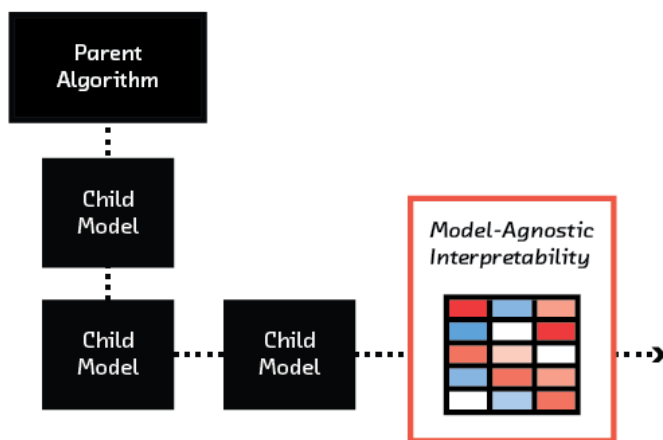 Parent
Algorithm
Child
Model
Child
Model
Child
Model
Model-Agnostic
Interpretability